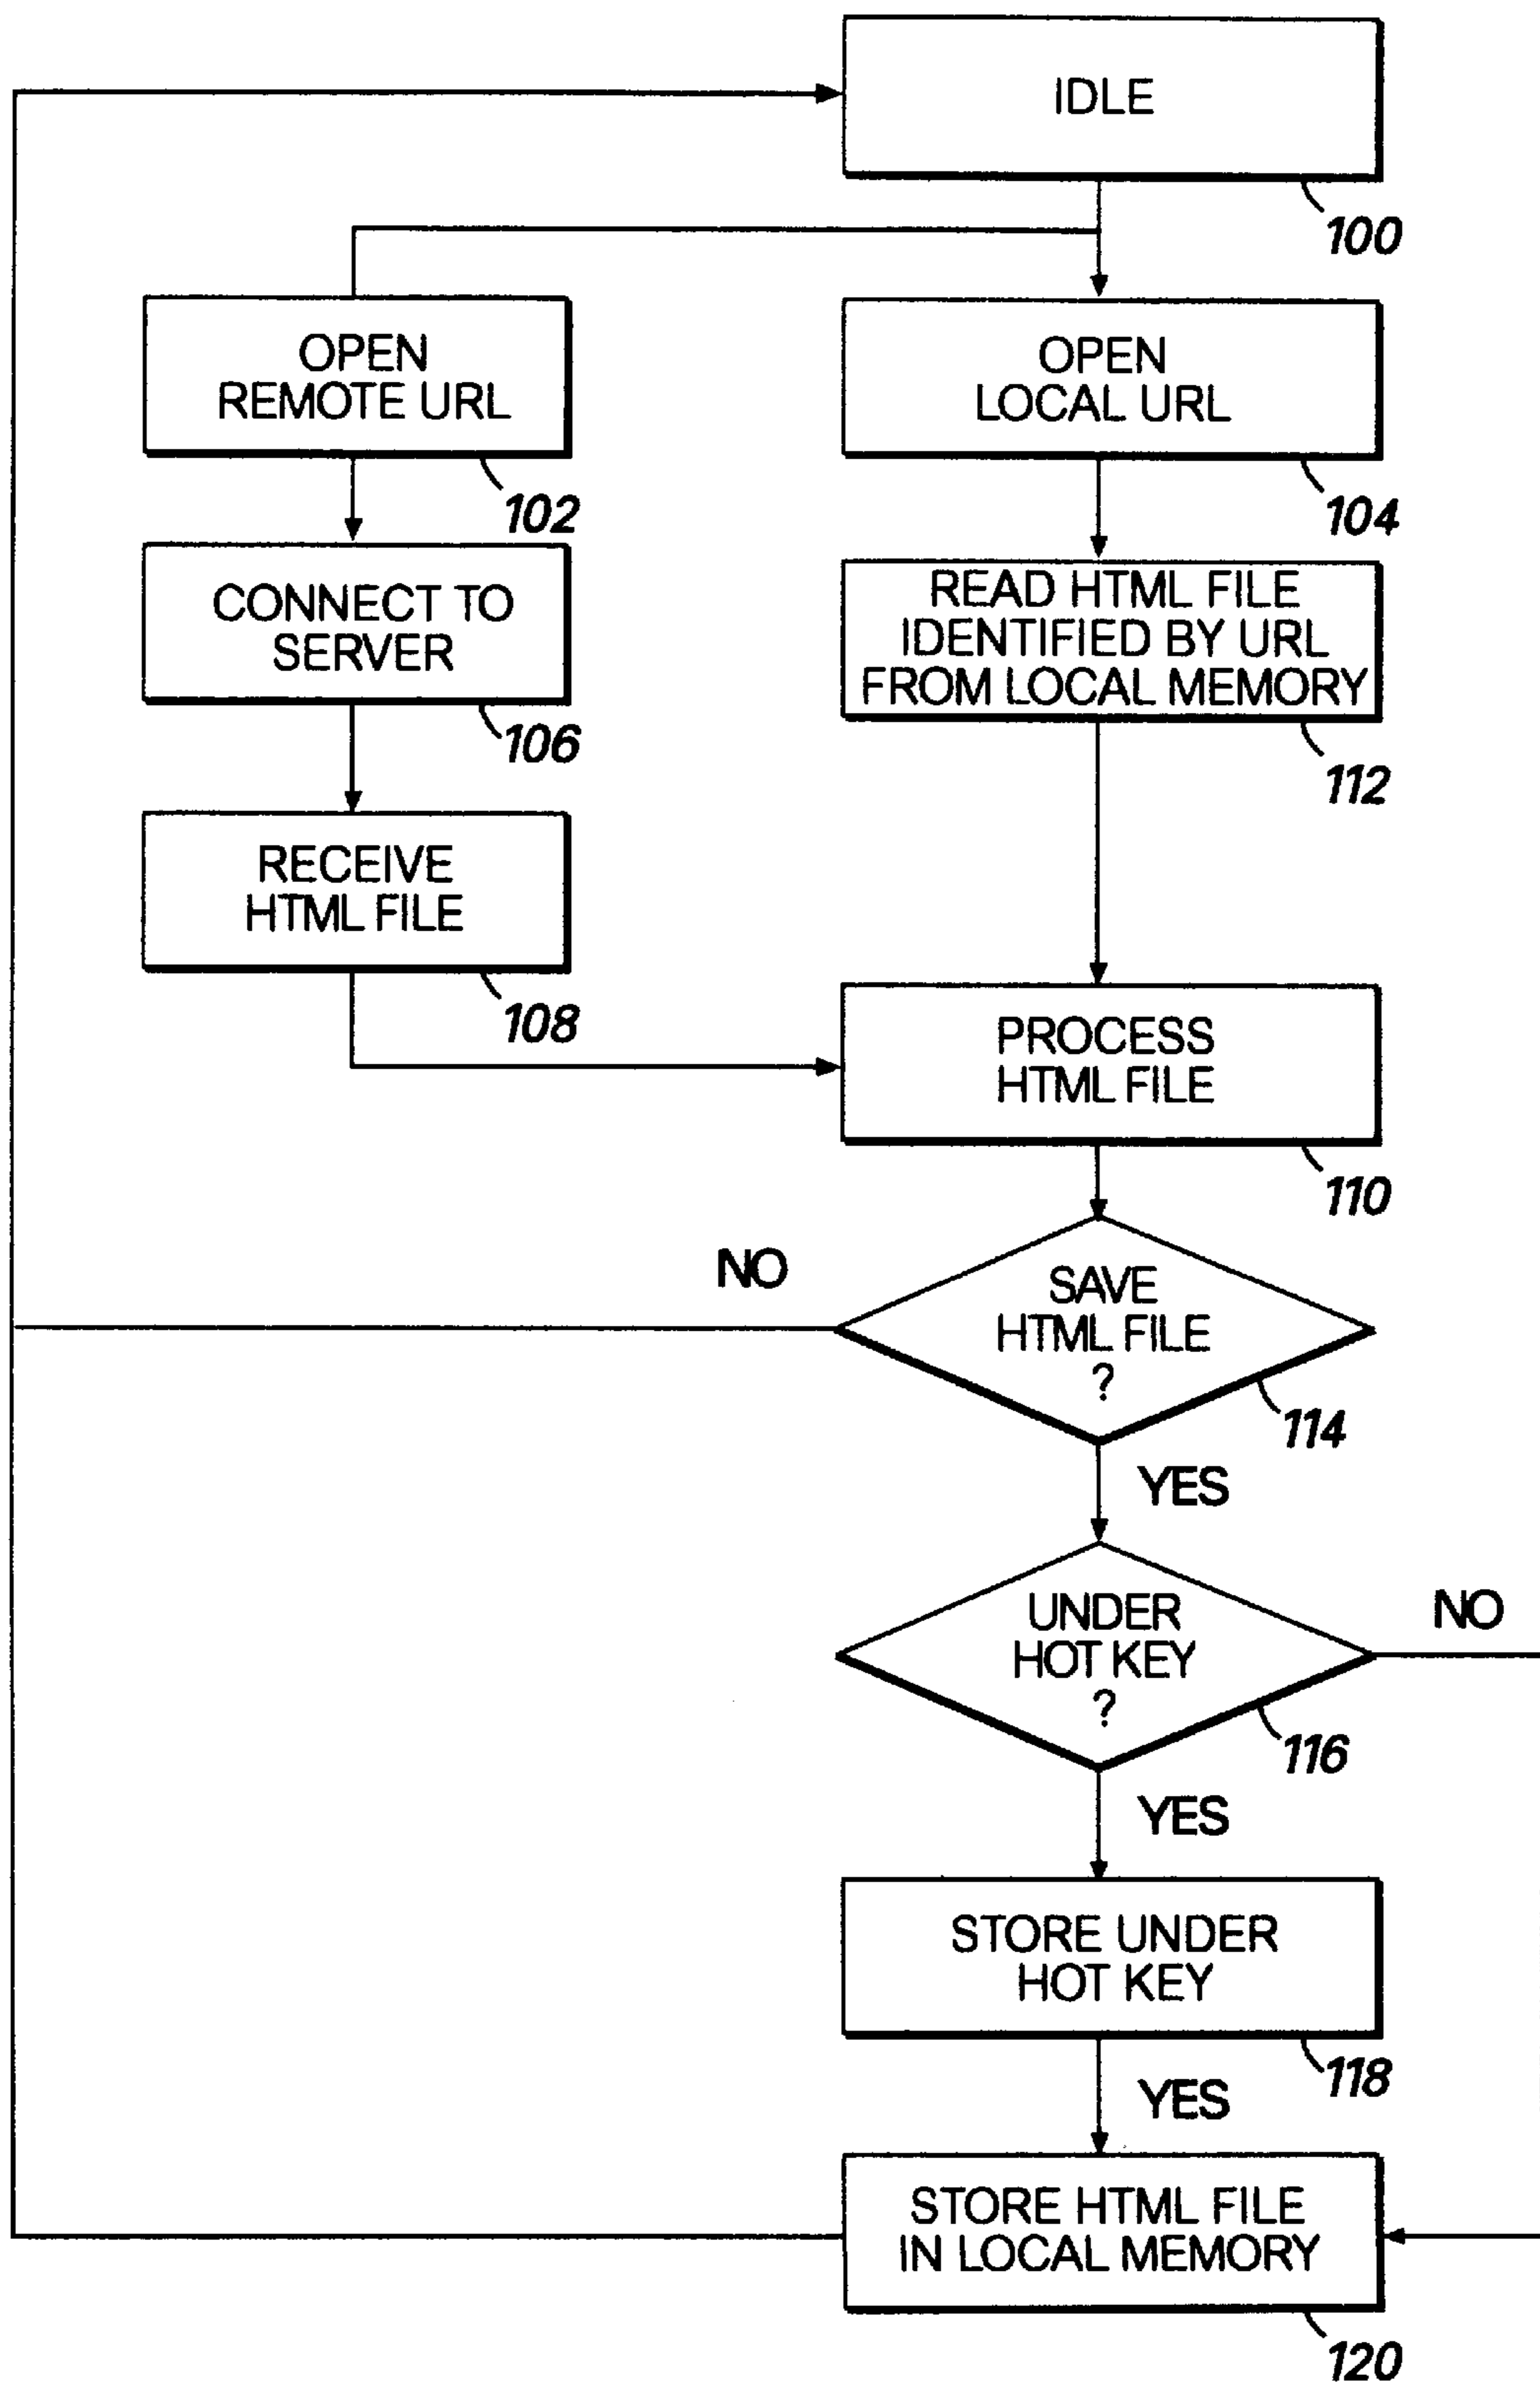 IDLE
100
OPEN
REMOTE URL
102
OPEN
LOCAL URL
104
CONNECT TO
SERVER
106
READ HTML FILE
IDENTIFIED BY URL
FROM LOCAL MEMORY
112
RECEIVE
HTML FILE
108
PROCESS
HTML FILE
110
NO
SAVE
HTML FILE
?
114
YES
UNDER
HOT KEY
?
NO
116
YES
STORE UNDER
HOT KEY
118
YES
STORE HTML FILE
IN LOCAL MEMORY
120